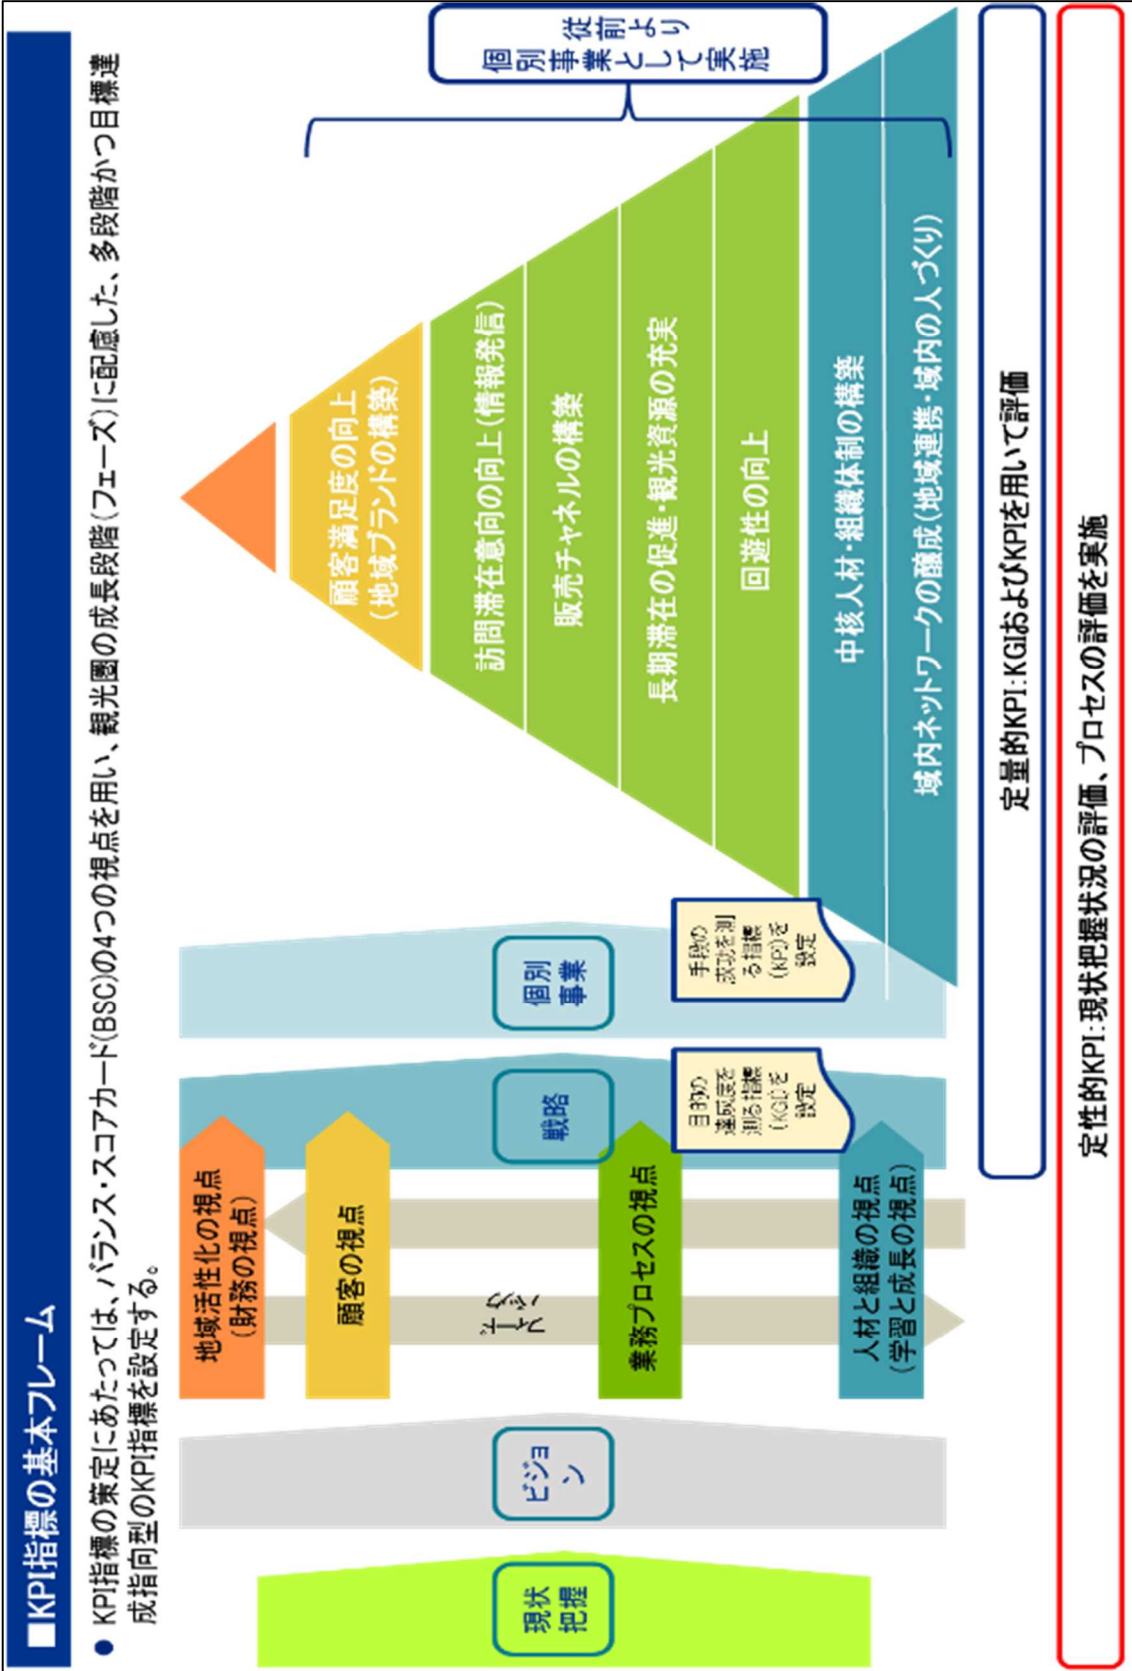 ■KPI指標の基本フレーム
● KPI指標の策定にあたっては、バランス・スコアカード(BSC)の4つの視点を用い、観光圏の成長段階(フェーズ)に配慮した、多段階かつ目標達
成指向型のKPI指標を設定する。
現状
把握
ビジョ
ン
地域活性化の視点
(財務の視点)
顧客の視点
フィード
バック
業務プロセスの視点
人材と組織の視点
(学習と成長の視点)
戦略
目的の
達成度を
測る指標
(KGI)を
設定
個別
事業
手段の
成功を測
る指標
(KPI)を
設定
顧客満足度の向上
(地域ブランドの構築)
訪問滞在意向の向上(情報発信)
販売チャネルの構築
長期滞在の促進・観光資源の充実
回遊性の向上
中核人材・組織体制の構築
域内ネットワークの醸成(地域連携・域内の人づくり)
従前より
個別事業として実施
定量的KPI:KGIおよびKPIを用いて評価
定性的KPI:現状把握状況の評価、プロセスの評価を実施